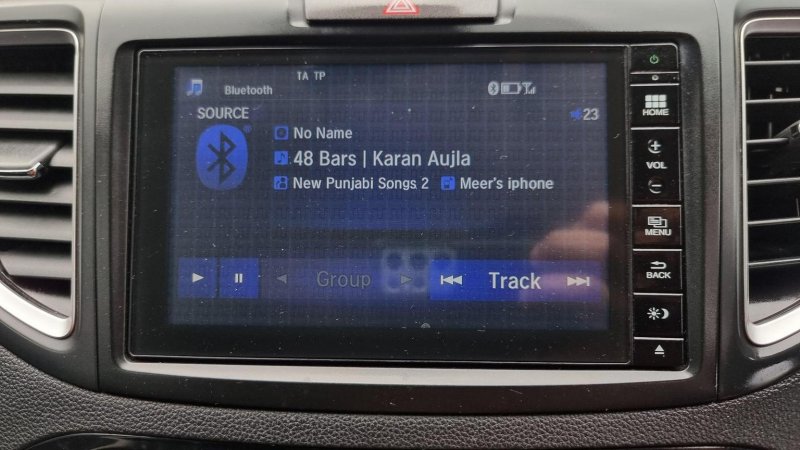 TA TP
Bluetooth
SOURCE
23
No Name
48 Bars | Karan Aujla
New Punjabi Songs 2 Meer's iphone
Group
Track
HOME
+
VOL
−
MENU
BACK